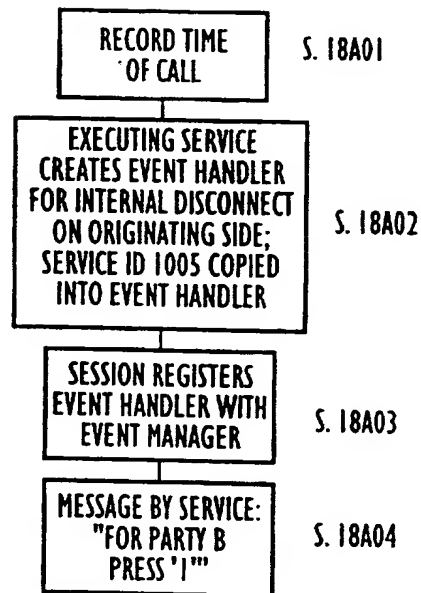 RECORD TIME
OF CALL
S. 18A01
EXECUTING SERVICE
CREATES EVENT HANDLER
FOR INTERNAL DISCONNECT
ON ORIGINATING SIDE;
SERVICE ID 1005 COPIED
INTO EVENT HANDLER
S. 18A02
SESSION REGISTERS
EVENT HANDLER WITH
EVENT MANAGER
S. 18A03
MESSAGE BY SERVICE:
"FOR PARTY B
PRESS '1'"
S. 18A04